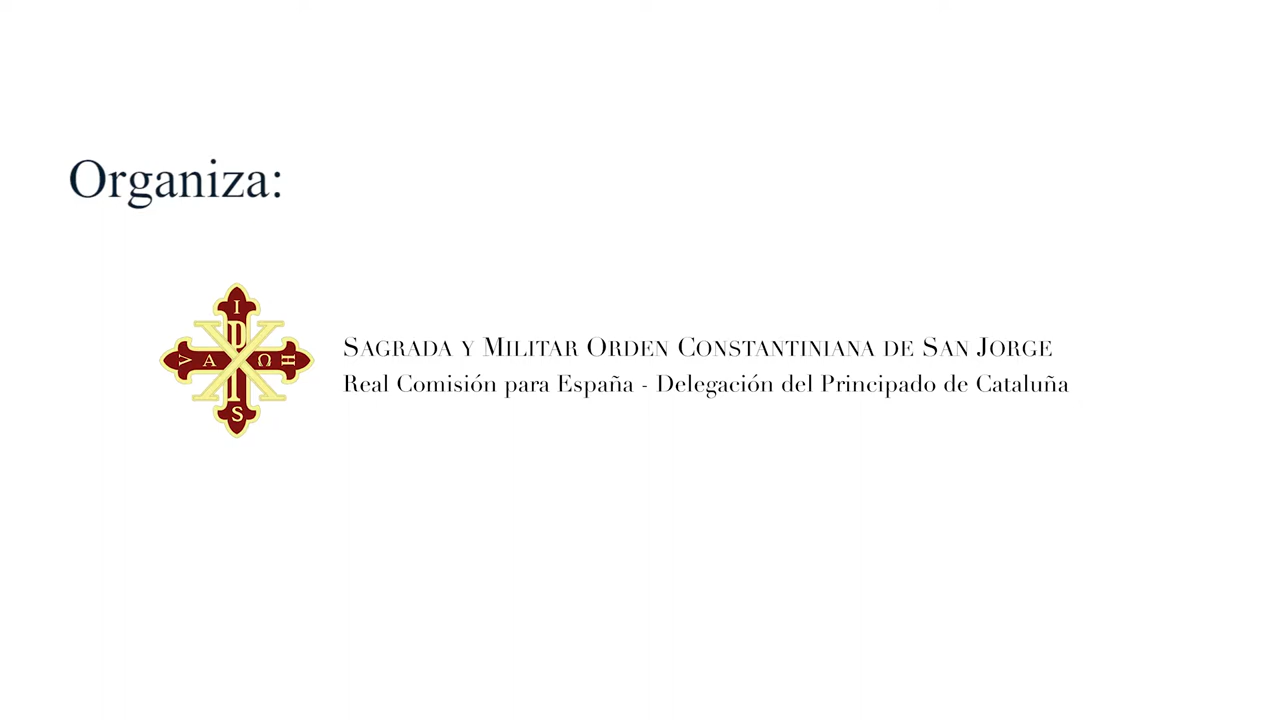 Organiza:
I
V A Ω H
S
SAGRADA Y MILITAR ORDEN CONSTANTINIANA DE SAN JORGE
Real Comisión para España - Delegación del Principado de Cataluña